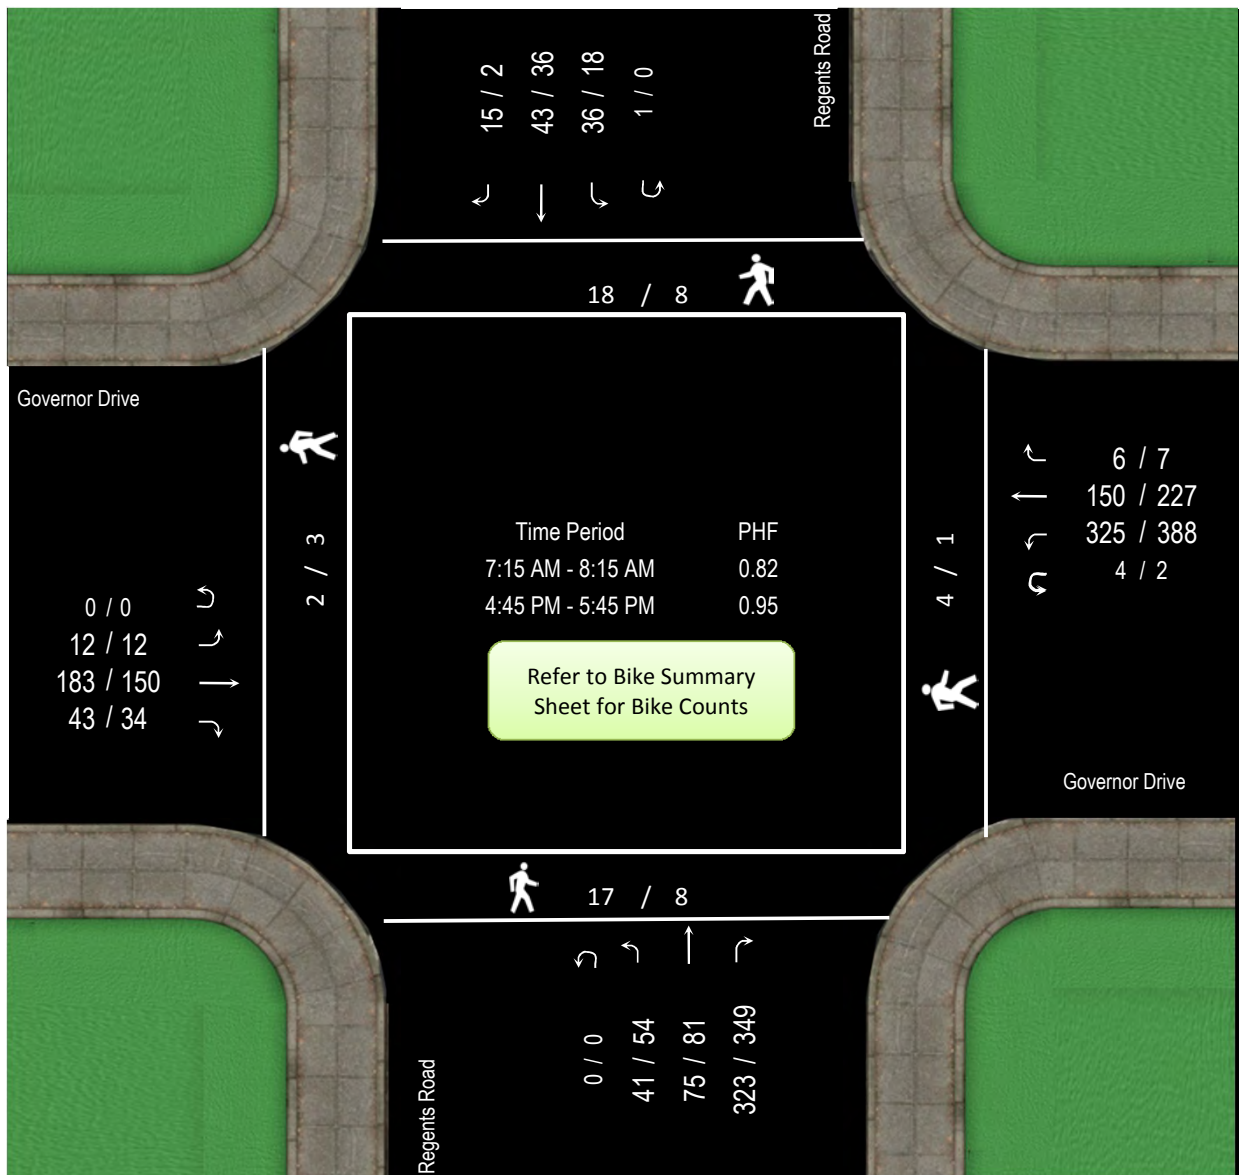 Regents Road
15 / 2
43 / 36
36 / 18
1 / 0
18 / 8
Governor Drive
6 / 7
150 / 227
325 / 388
4 / 2
2 / 3
4 / 1
Time Period PHF
7:15 AM - 8:15 AM 0.82
4:45 PM - 5:45 PM 0.95
0 / 0
12 / 12
183 / 150
43 / 34
Refer to Bike Summary
Sheet for Bike Counts
Governor Drive
17 / 8
0 / 0
41 / 54
75 / 81
323 / 349
Regents Road